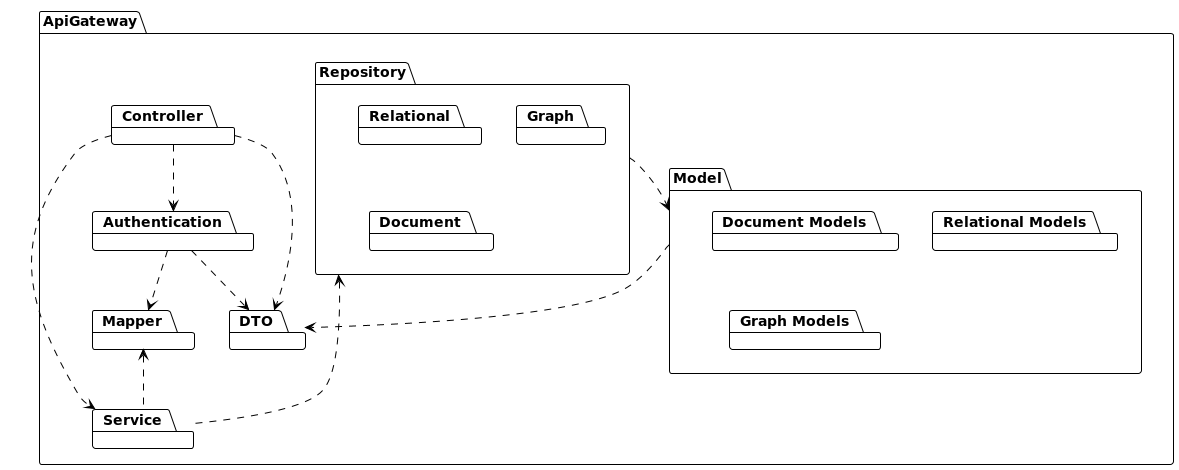 ApiGateway
Repository
Controller
Relational
Graph
Model
Authentication
Document
Document Models
Relational Models
Mapper
DTO
Graph Models
Service